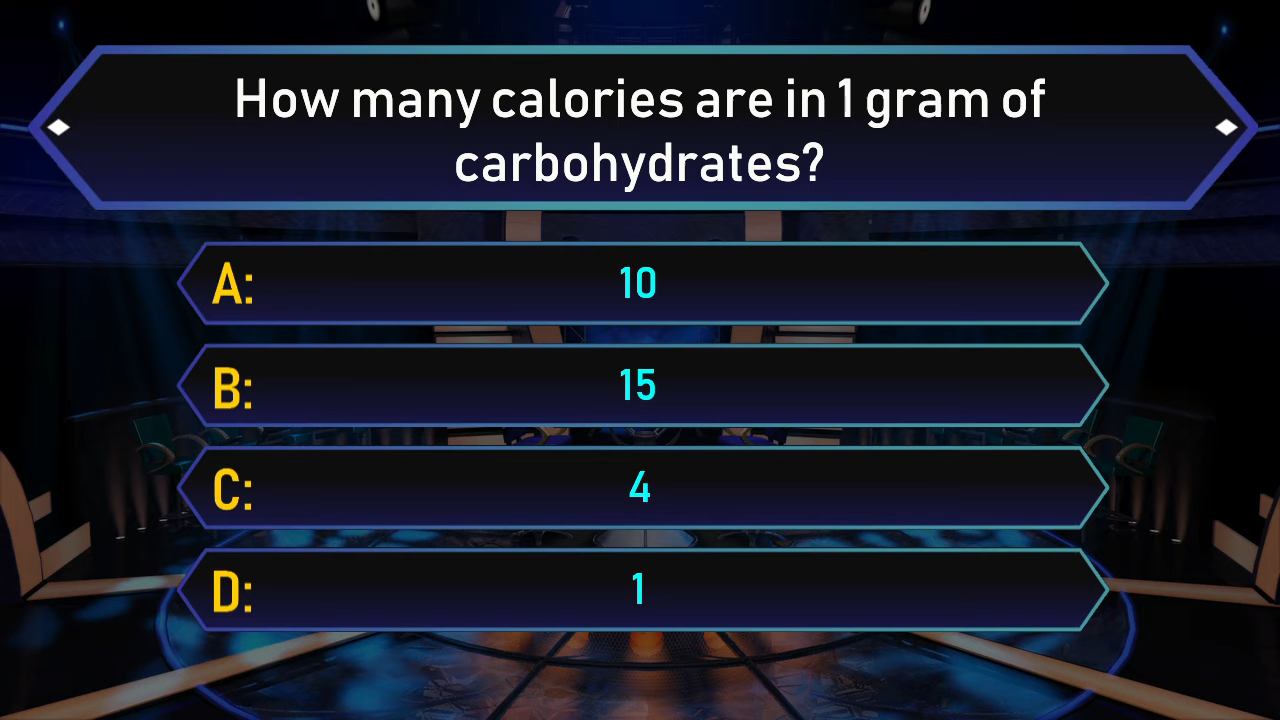 How many calories are in 1 gram of
carbohydrates?
A: 10
B: 15
C: 4
D: 1